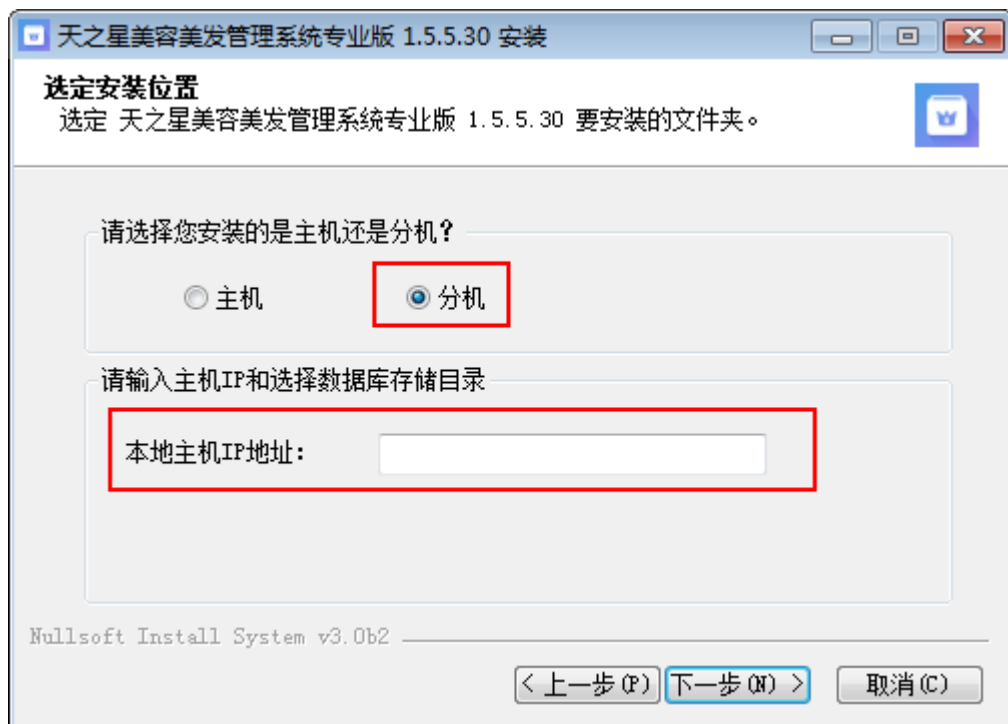 天之星美容美发管理系统专业版 1.5.5.30 安装
选定安装位置
选定 天之星美容美发管理系统专业版 1.5.5.30 要安装的文件夹。
请选择您安装的是主机还是分机?
主机 分机
请输入主机IP和选择数据库存储目录
本地主机IP地址:
Nullsoft Install System v3.0b2
< 上一步(P) 下一步(N) > 取消(C)